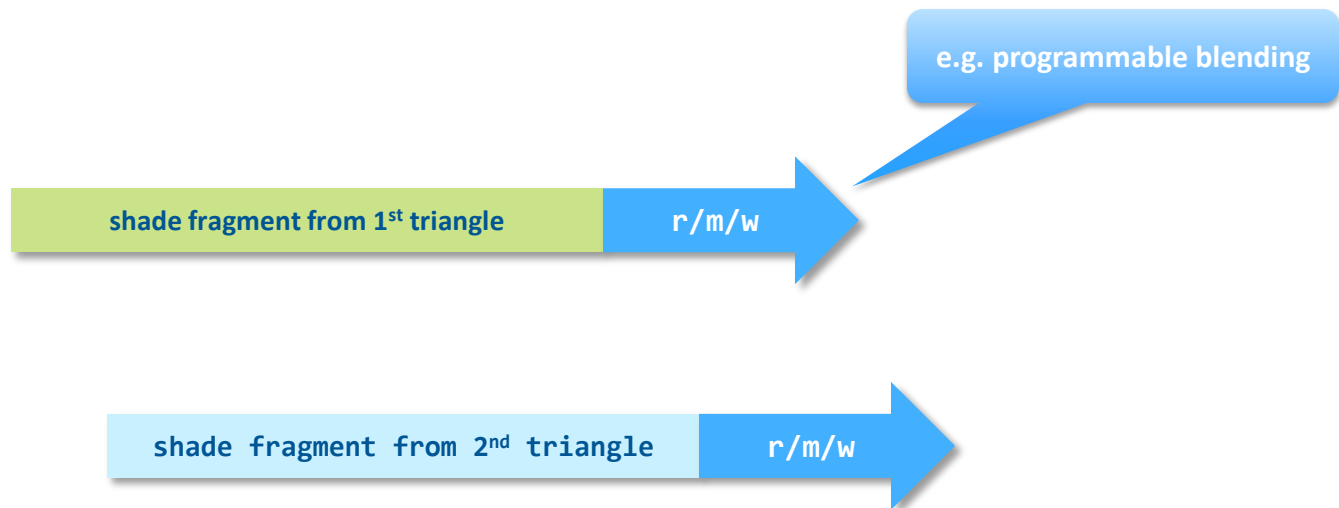 e.g. programmable blending
shade fragment from 1st triangle
r/m/w
shade fragment from 2nd triangle
r/m/w